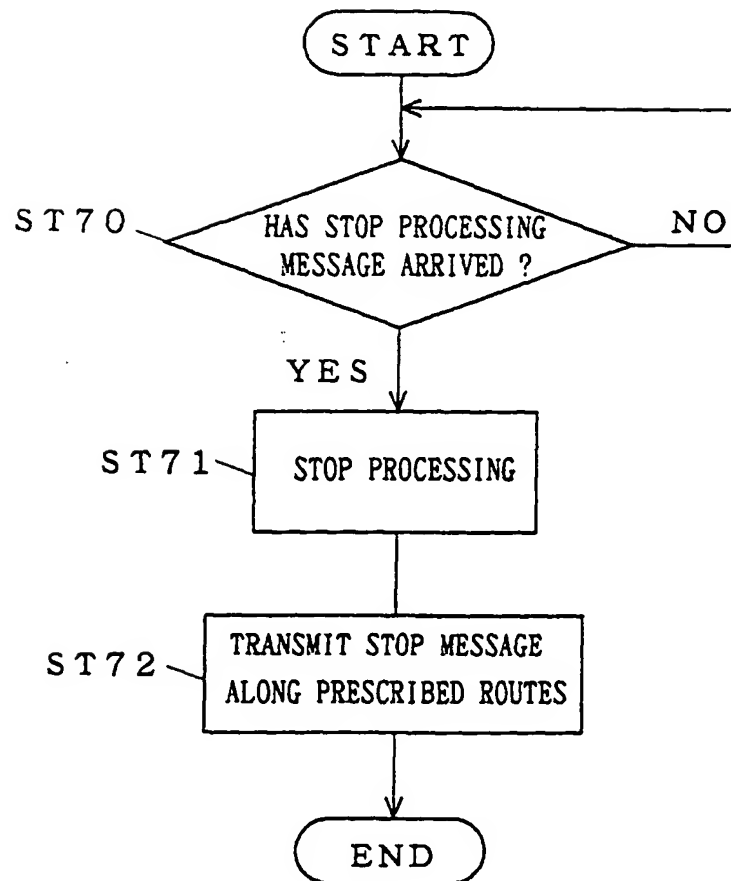 START
ST70
HAS STOP PROCESSING
MESSAGE ARRIVED ?
NO
YES
ST71
STOP PROCESSING
ST72
TRANSMIT STOP MESSAGE
ALONG PRESCRIBED ROUTES
END